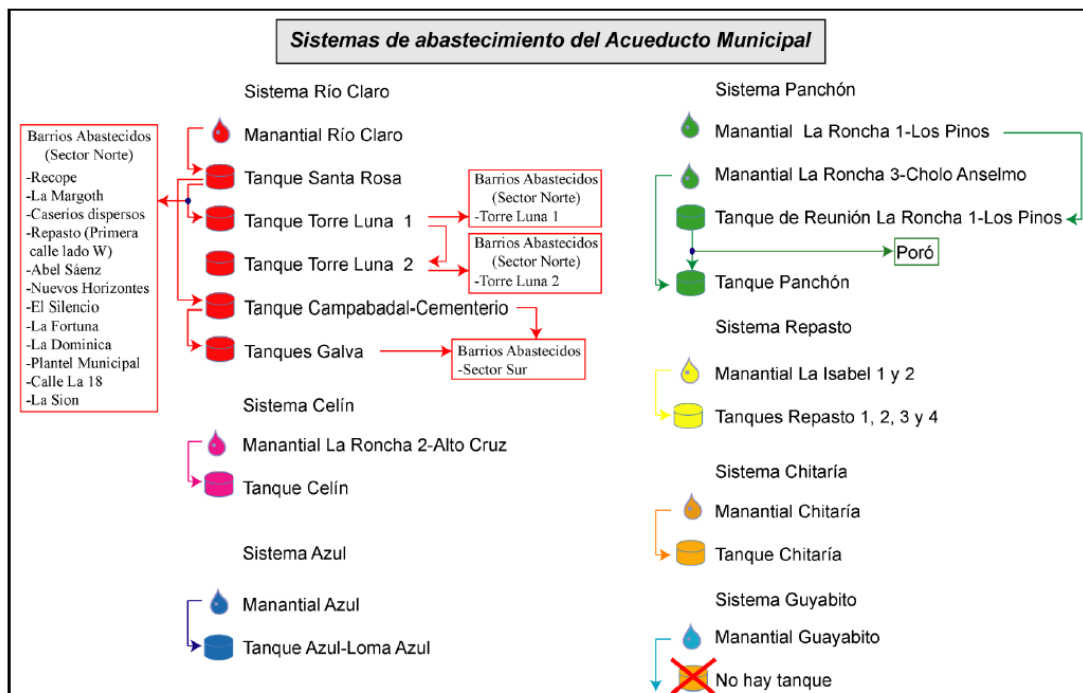 Sistemas de abastecimiento del Acueducto Municipal
Sistema Río Claro
Barrios Abastecidos
(Sector Norte)
-Recope
-La Margoth
-Caseríos dispersos
-Repasto (Primera
calle lado W)
-Abel Sáenz
-Nuevos Horizontes
-El Silencio
-La Fortuna
-La Dominica
-Plantel Municipal
-Calle La 18
-La Sion
Manantial Río Claro
Tanque Santa Rosa
Tanque Torre Luna 1
Barrios Abastecidos
(Sector Norte)
-Torre Luna 1
Tanque Torre Luna 2
Barrios Abastecidos
(Sector Norte)
-Torre Luna 2
Tanque Campabadal-Cementerio
Tanques Galva
Barrios Abastecidos
-Sector Sur
Sistema Celín
Manantial La Roncha 2-Alto Cruz
Tanque Celín
Sistema Azul
Manantial Azul
Tanque Azul-Loma Azul
Sistema Panchón
Manantial La Roncha 1-Los Pinos
Manantial La Roncha 3-Cholo Anselmo
Tanque de Reunión La Roncha 1-Los Pinos
Poró
Tanque Panchón
Sistema Repasto
Manantial La Isabel 1 y 2
Tanques Repasto 1, 2, 3 y 4
Sistema Chitaría
Manantial Chitaría
Tanque Chitaría
Sistema Guyabito
Manantial Guayabito
No hay tanque